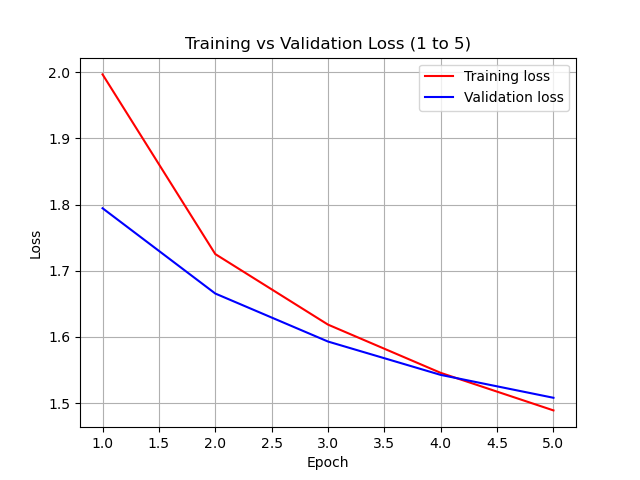 Training vs Validation Loss (1 to 5)
Training loss
Validation loss
2.0
1.9
1.8
1.7
1.6
1.5
Loss
1.0 1.5 2.0 2.5 3.0 3.5 4.0 4.5 5.0
Epoch